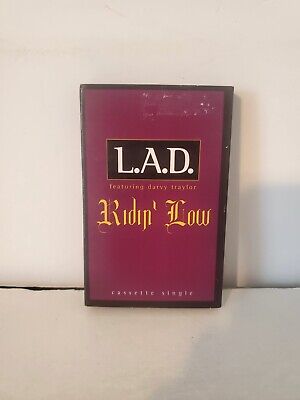 L.A.D.
featuring darvy traylor
Ridin' Low
cassette single